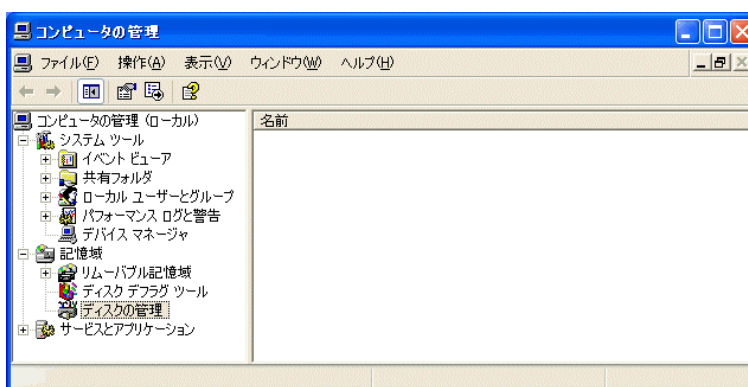 コンピュータの管理
ファイル(F) 操作(A) 表示(V) ウィンドウ(W) ヘルプ(H)
コンピュータの管理 (ローカル)
名前
システム ツール
イベント ビューア
共有フォルダ
ローカル ユーザーとグループ
パフォーマンス ログと警告
デバイス マネージャ
記憶域
リムーバブル記憶域
ディスク デフラグ ツール
ディスクの管理
サービスとアプリケーション